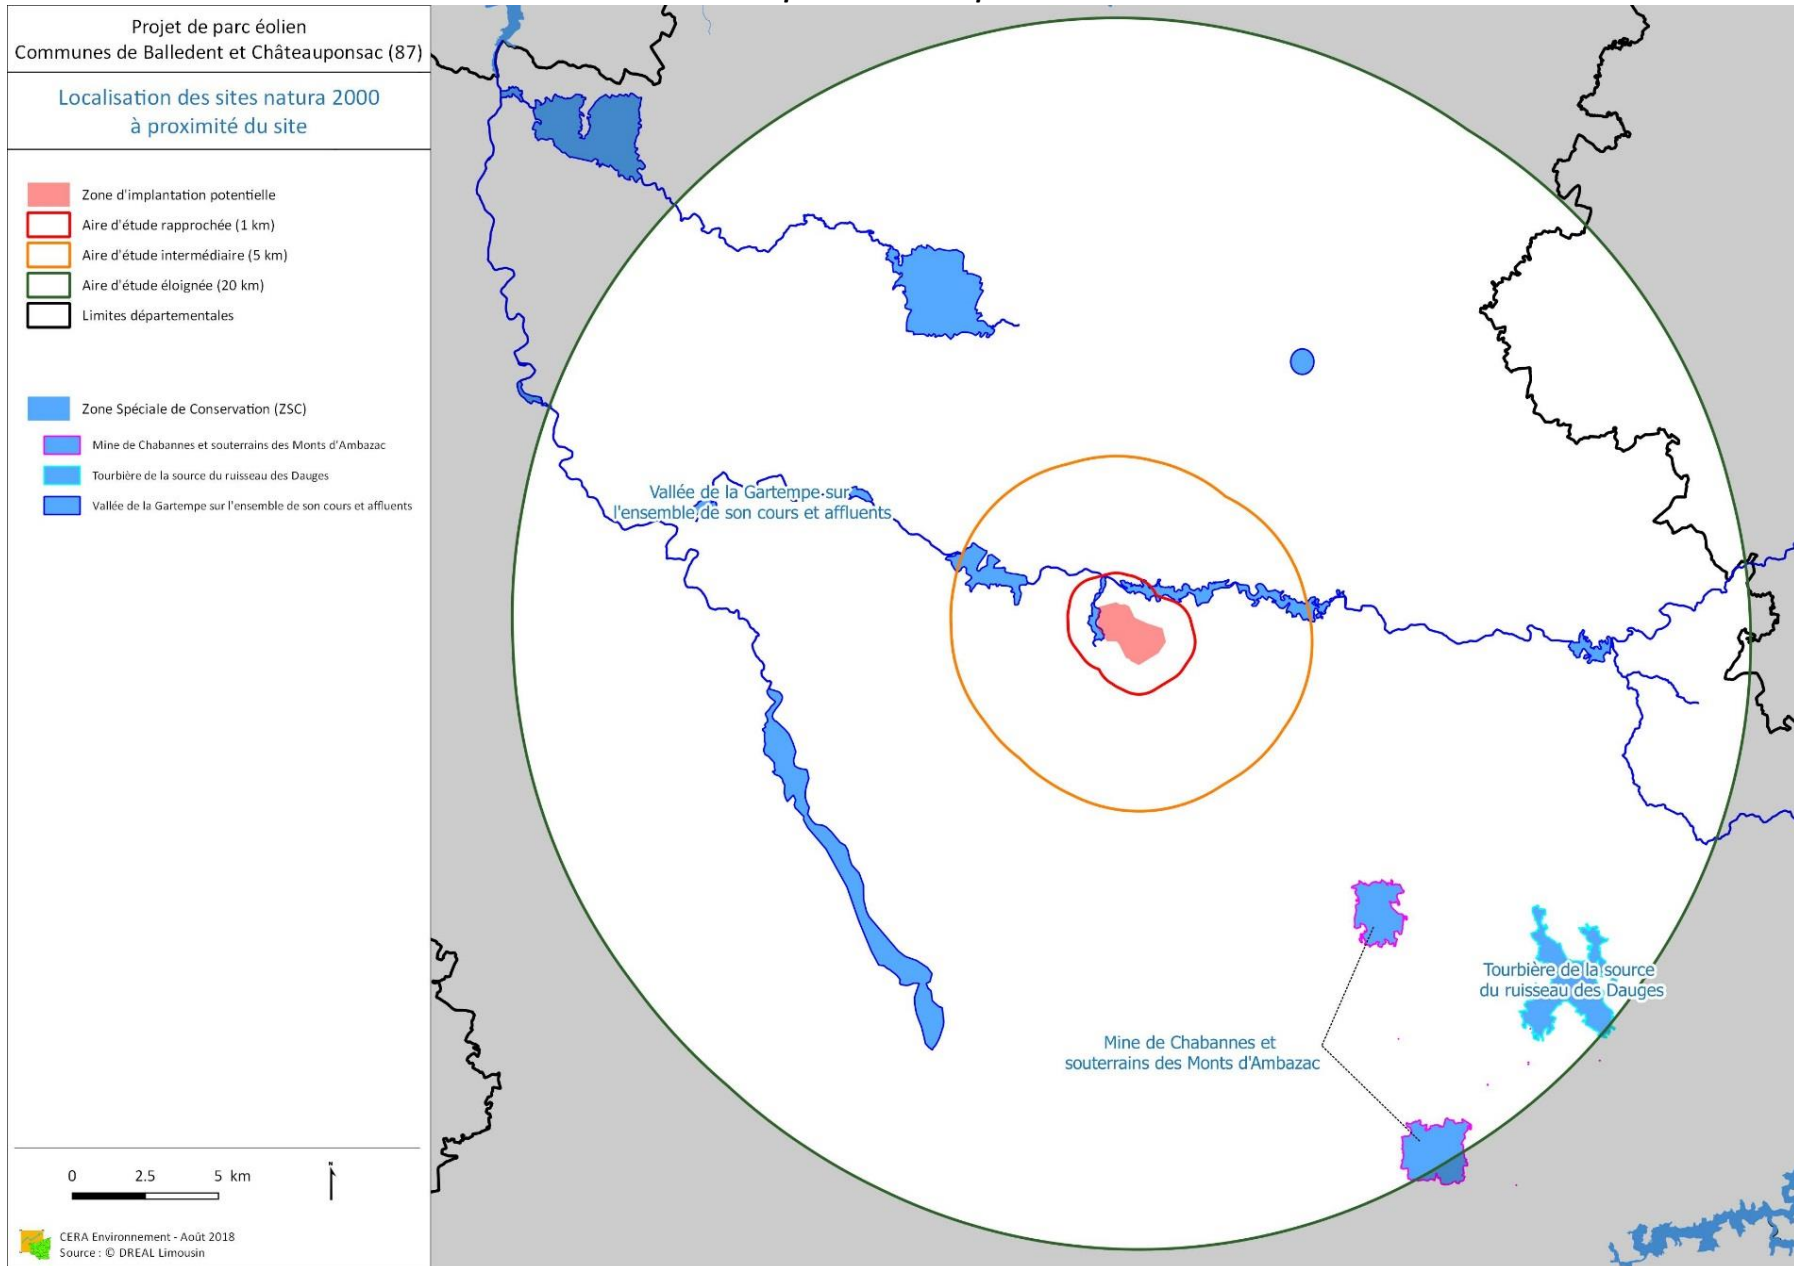 Projet de parc éolien
Communes de Balledent et Châteauponsac (87)
Localisation des sites natura 2000
à proximité du site
Zone d'implantation potentielle
Aire d'étude rapprochée (1 km)
Aire d'étude intermédiaire (5 km)
Aire d'étude éloignée (20 km)
Limites départementales
Zone Spéciale de Conservation (ZSC)
Mine de Chabannes et souterrains des Monts d'Ambazac
Tourbière de la source du ruisseau des Dauges
Vallée de la Gartempe sur l'ensemble de son cours et affluents
0 2.5 5 km
N
CERA Environnement - Août 2018
Source : © DREAL Limousin
Vallée de la Gartempe sur
l'ensemble de son cours et affluents
Tourbière de la source
du ruisseau des Dauges
Mine de Chabannes et
souterrains des Monts d'Ambazac